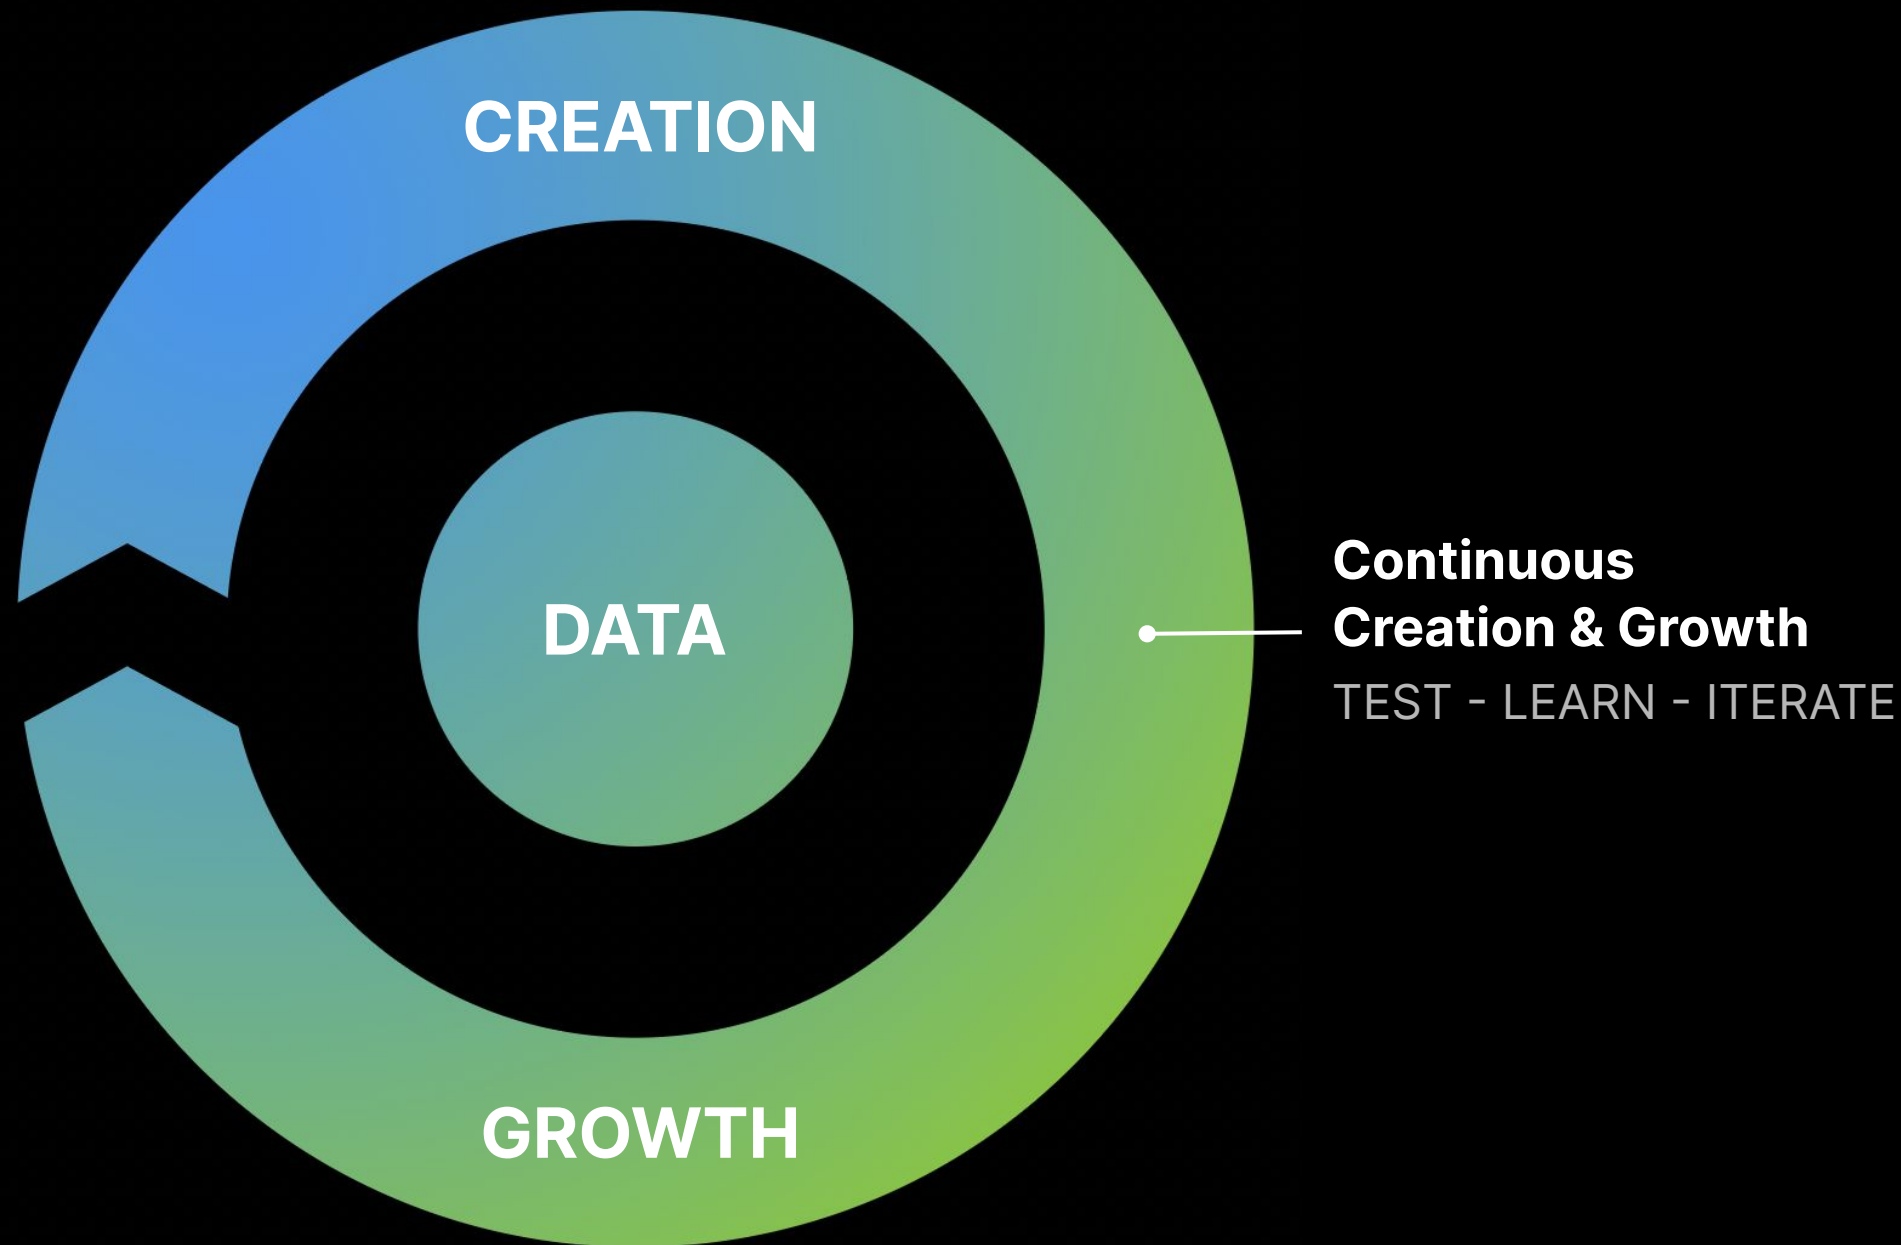 CREATION
DATA
Continuous
Creation & Growth
TEST - LEARN - ITERATE
GROWTH